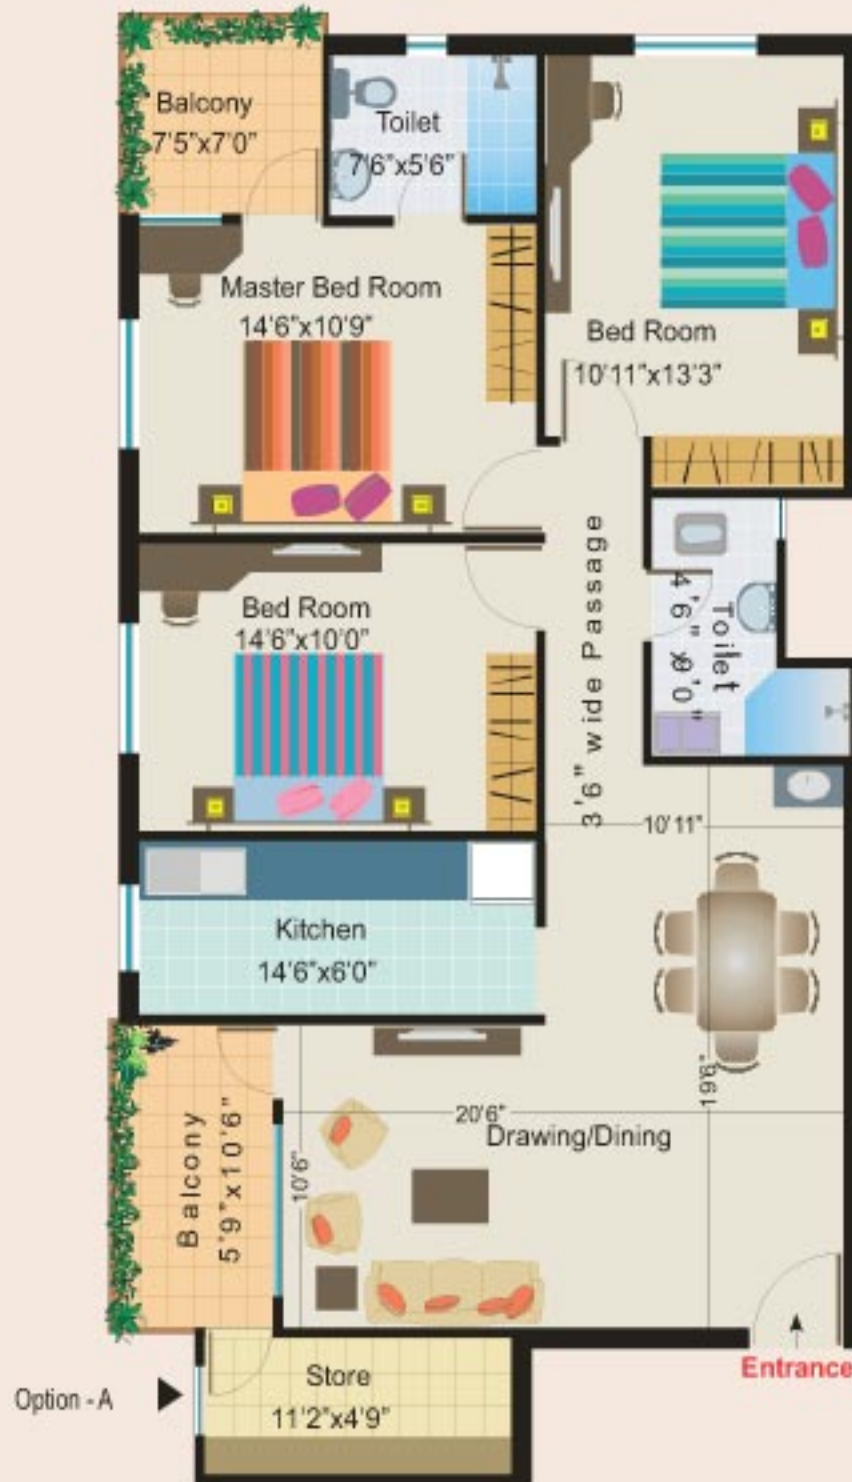 Balcony
7'5"x7'0"
Toilet
7'6"x5'6"
Master Bed Room
14'6"x10'9"
Bed Room
10'11"x13'3"
Bed Room
14'6"x10'0"
3'6" wide Passage
Toilet
4'6" 8'0"
10'11"
Kitchen
14'6"x6'0"
20'6"
Drawing/Dining
19'6"
10'6"
Balcony
5'9"x10'6"
Entrance
Store
11'2"x4'9"
Option - A